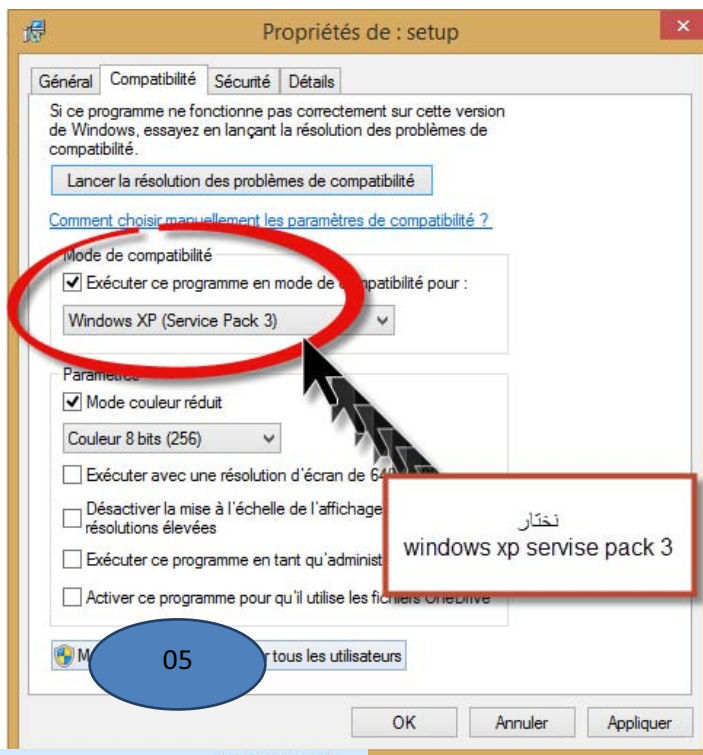 Propriétés de : setup
Général Compatibilité Sécurité Détails
Si ce programme ne fonctionne pas correctement sur cette version
de Windows, essayez en lançant la résolution des problèmes de
compatibilité.
Lancer la résolution des problèmes de compatibilité
Comment choisir manuellement les paramètres de compatibilité ?
Mode de compatibilité
Exécuter ce programme en mode de compatibilité pour :
Windows XP (Service Pack 3)
Paramètres
Mode couleur réduit
Couleur 8 bits (256)
Exécuter avec une résolution d'écran de
Désactiver la mise à l'échelle de l'affichage
résolutions élevées
نختار
windows xp servise pack 3
Exécuter ce programme en tant qu'administ
Activer ce programme pour qu'il utilise les fichiers OneDrive
05
tous les utilisateurs
OK Annuler Appliquer